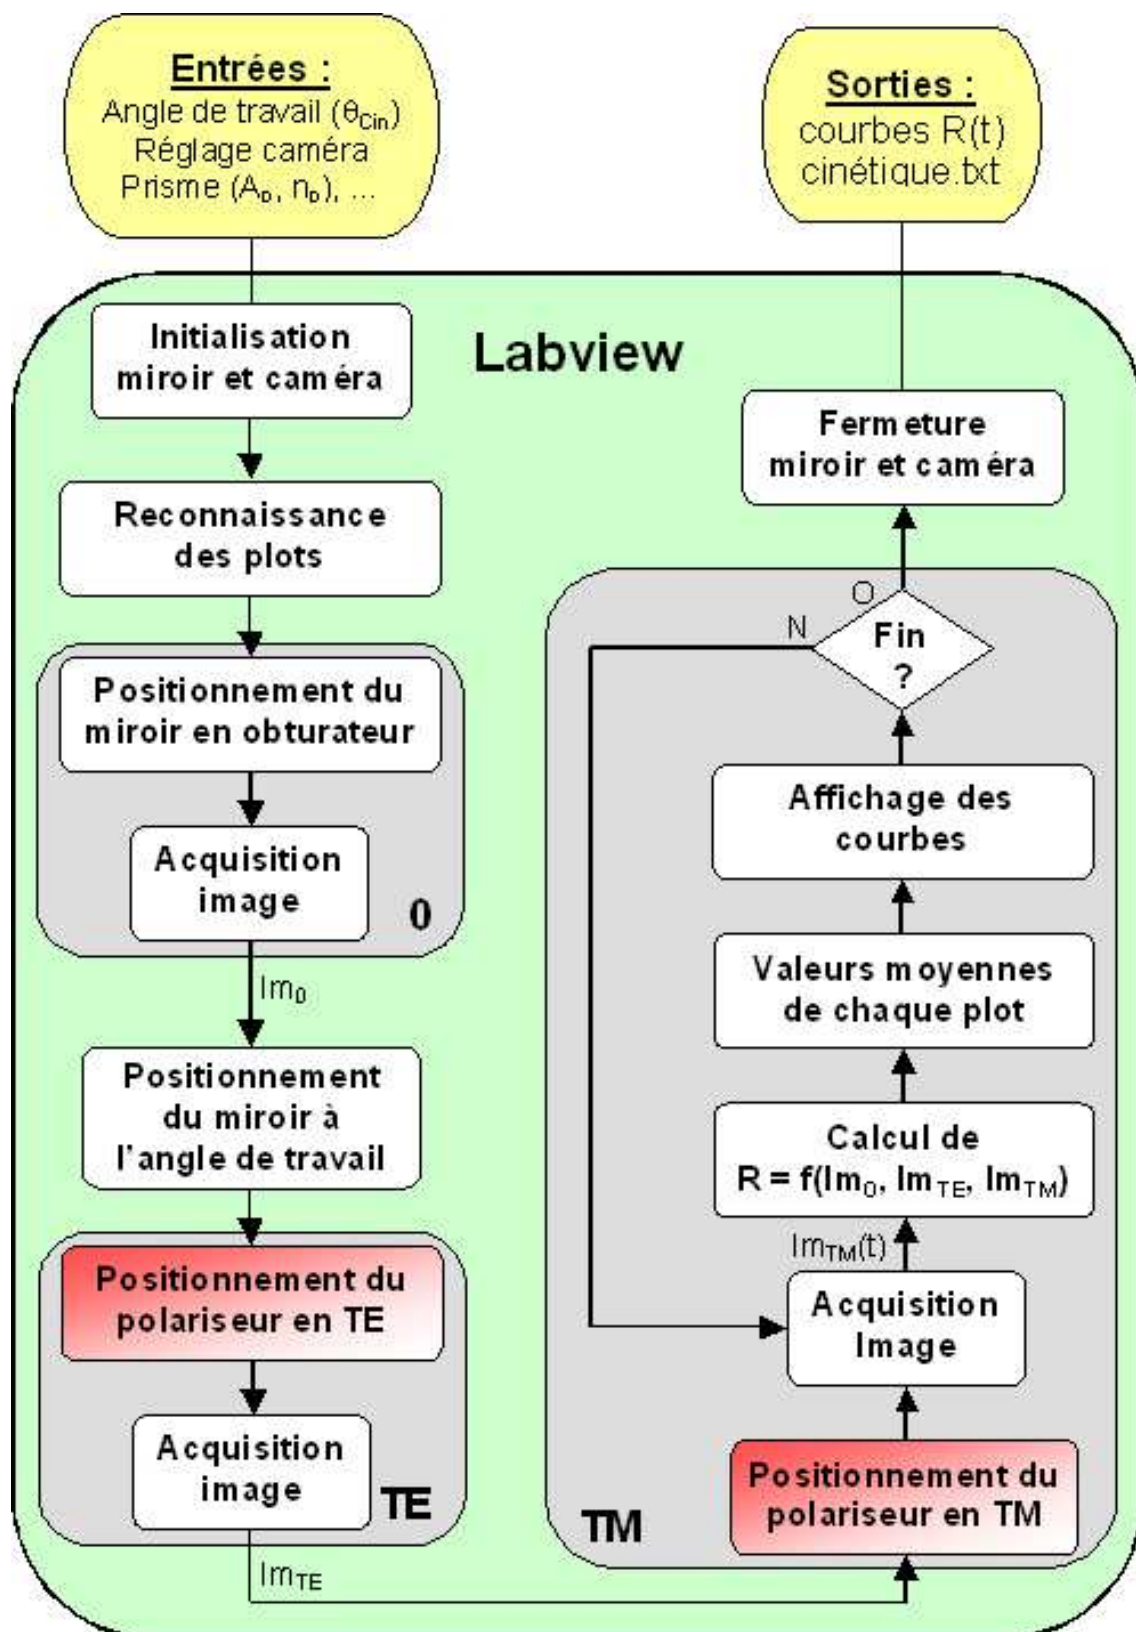 Entrées :
Angle de travail (θCin)
Réglage caméra
Prisme (Ap, np), ...
Sorties :
courbes R(t)
cinétique.txt
Labview
Initialisation
miroir et caméra
Reconnaissance
des plots
Positionnement du
miroir en obturateur
Acquisition
image
0
Im0
Positionnement
du miroir à
l'angle de travail
Positionnement du
polariseur en TE
Acquisition
image
TE
ImTE
Positionnement du
polariseur en TM
TM
Acquisition
Image
ImTM(t)
Calcul de
R = f(Im0, ImTE, ImTM)
Valeurs moyennes
de chaque plot
Affichage des
courbes
Fin
?
N
O
Fermeture
miroir et caméra